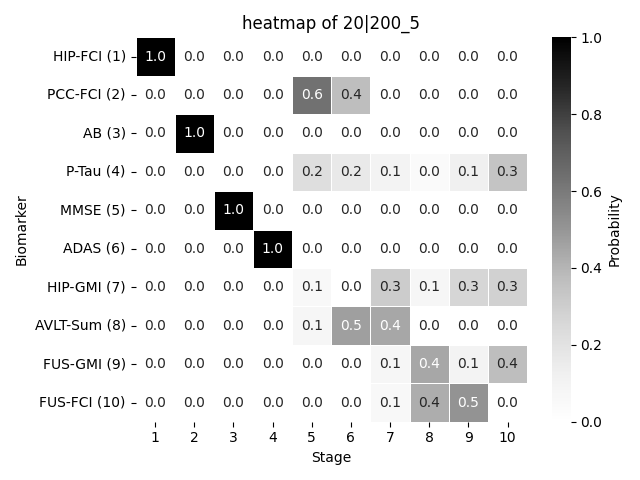 heatmap of 20|200_5
HIP-FCI (1) 1.0 0.0 0.0 0.0 0.0 0.0 0.0 0.0 0.0 0.0
PCC-FCI (2) 0.0 0.0 0.0 0.0 0.6 0.4 0.0 0.0 0.0 0.0
AB (3) 0.0 1.0 0.0 0.0 0.0 0.0 0.0 0.0 0.0 0.0
P-Tau (4) 0.0 0.0 0.0 0.0 0.2 0.2 0.1 0.0 0.1 0.3
MMSE (5) 0.0 0.0 1.0 0.0 0.0 0.0 0.0 0.0 0.0 0.0
ADAS (6) 0.0 0.0 0.0 1.0 0.0 0.0 0.0 0.0 0.0 0.0
HIP-GMI (7) 0.0 0.0 0.0 0.0 0.1 0.0 0.3 0.1 0.3 0.3
AVLT-Sum (8) 0.0 0.0 0.0 0.0 0.1 0.5 0.4 0.0 0.0 0.0
FUS-GMI (9) 0.0 0.0 0.0 0.0 0.0 0.0 0.1 0.4 0.1 0.4
FUS-FCI (10) 0.0 0.0 0.0 0.0 0.0 0.0 0.1 0.4 0.5 0.0
1 2 3 4 5 6 7 8 9 10
Stage
Biomarker
1.0
0.8
0.6
0.4
0.2
0.0
Probability